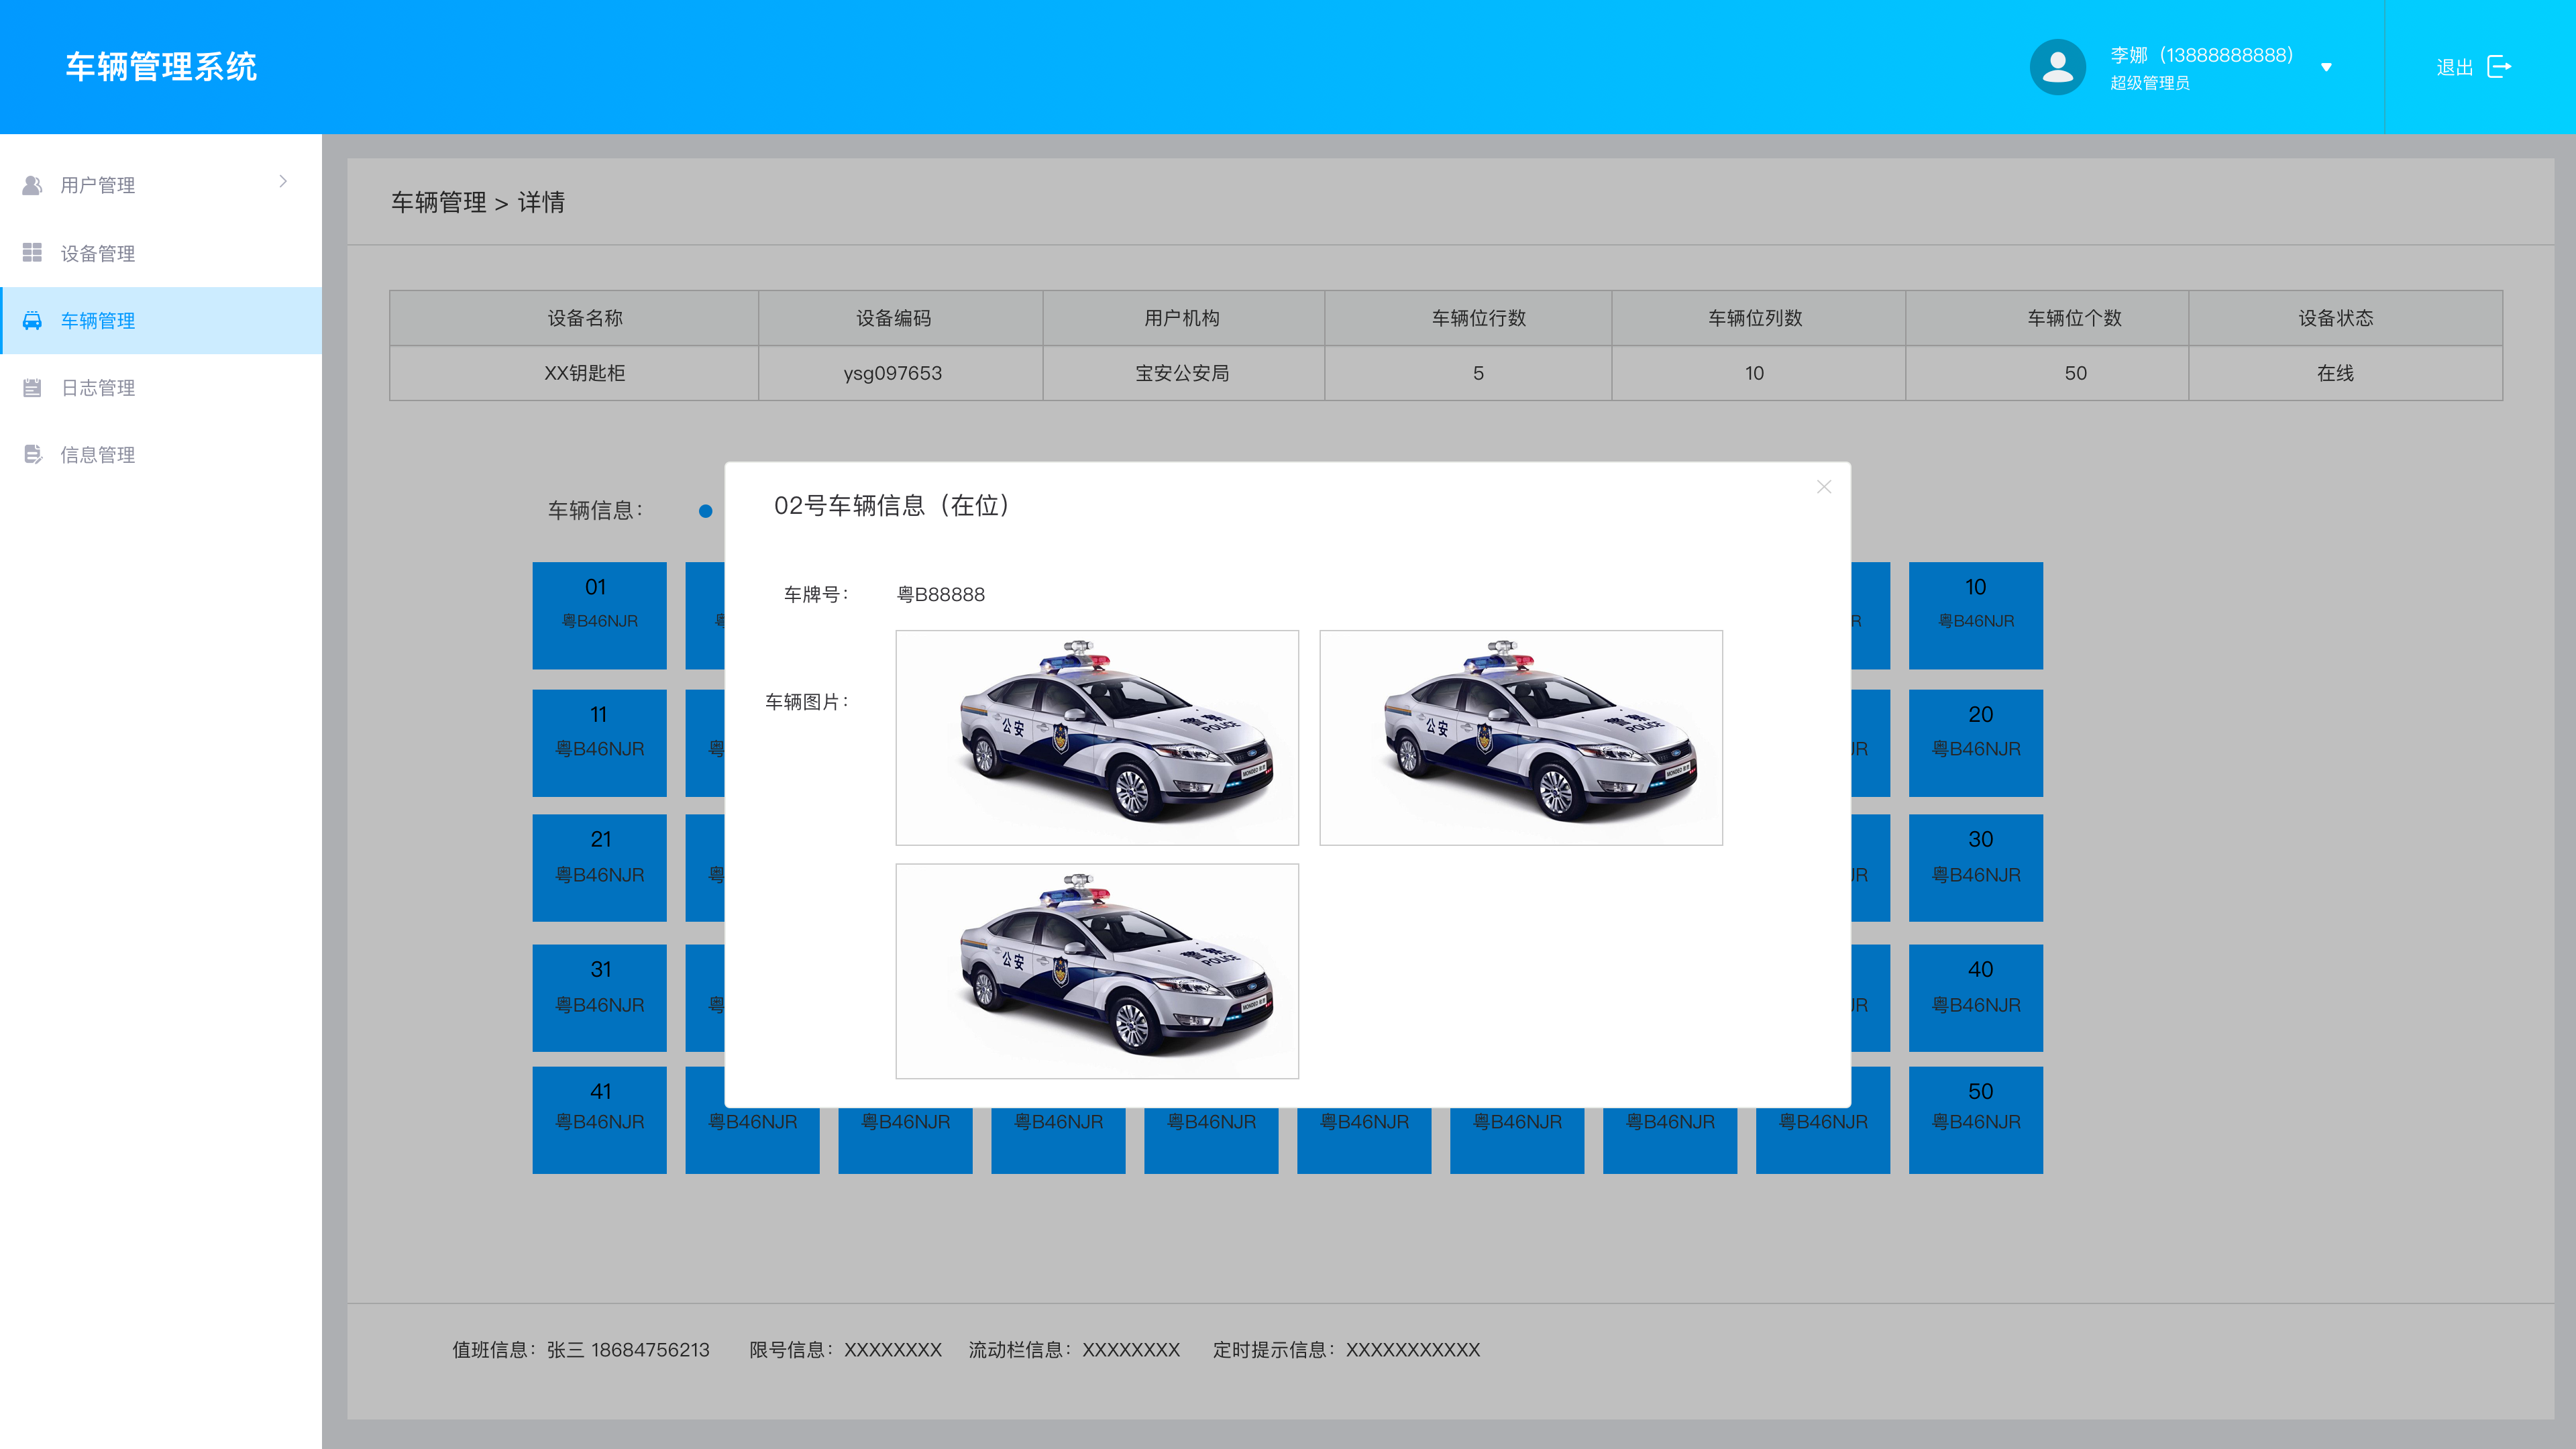 车辆管理系统
李娜（13888888888）
超级管理员
退出
用户管理
设备管理
车辆管理
日志管理
信息管理
车辆管理 > 详情
设备名称 设备编码 用户机构 车辆位行数 车辆位列数 车辆位个数 设备状态
XX钥匙柜 ysg097653 宝安公安局 5 10 50 在线
车辆信息：
02号车辆信息（在位）
车牌号： 粤B88888
车辆图片：
公安 POLICE
公安 POLICE
公安 POLICE
01 10
粤B46NJR 粤 R 粤B46NJR
11 20
粤B46NJR 粤 JR 粤B46NJR
21 30
粤B46NJR 粤 JR 粤B46NJR
31 40
粤B46NJR 粤 JR 粤B46NJR
41 50
粤B46NJR 粤B46NJR 粤B46NJR 粤B46NJR 粤B46NJR 粤B46NJR 粤B46NJR 粤B46NJR 粤B46NJR 粤B46NJR
值班信息：张三 18684756213 限号信息：XXXXXXXX 流动栏信息：XXXXXXXX 定时提示信息：XXXXXXXXXXX